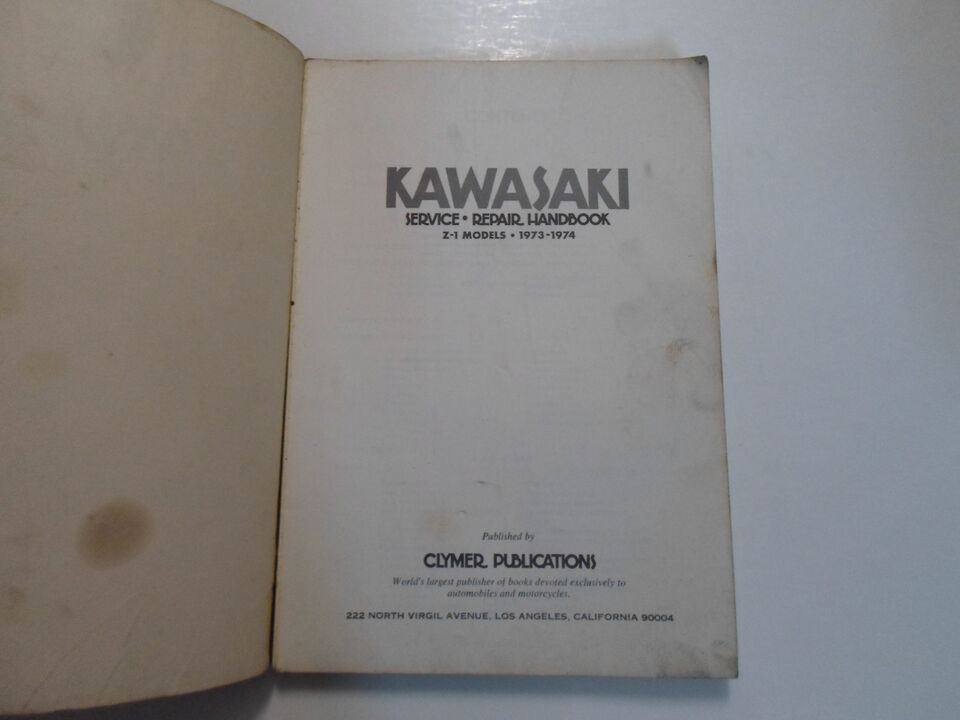 KAWASAKI
SERVICE • REPAIR HANDBOOK
Z-1 MODELS • 1973-1974
Published by
CLYMER PUBLICATIONS
World's largest publisher of books devoted exclusively to
automobiles and motorcycles.
222 NORTH VIRGIL AVENUE, LOS ANGELES, CALIFORNIA 90004